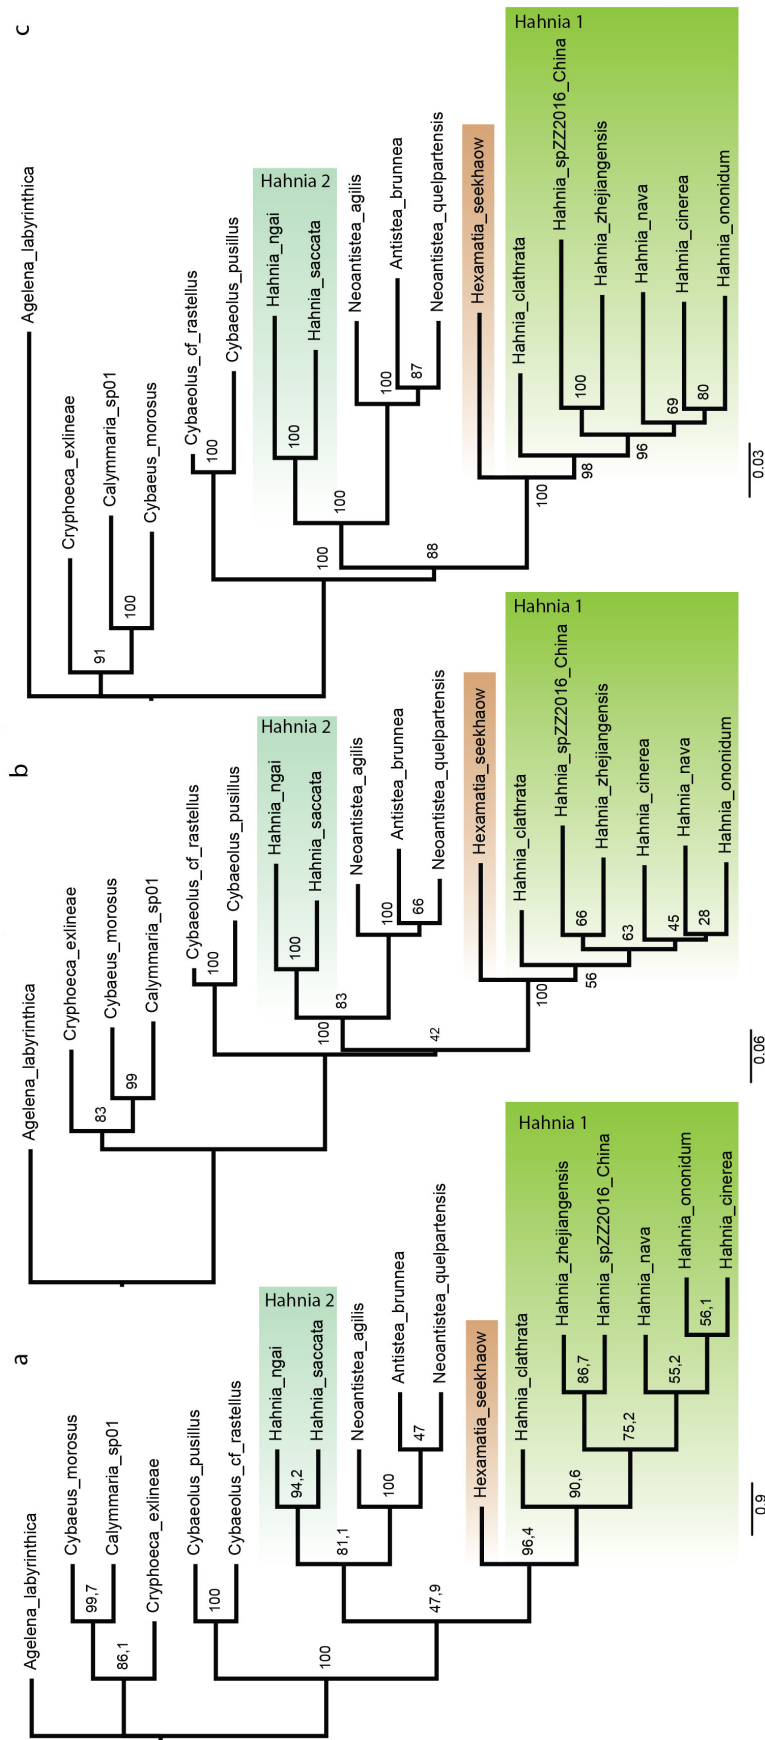 a
Agelena_labyrinthica
Cybaeus_morosus
99,7
Calymmaria_sp01
86,1
Cryphoeca_exlineae
Cybaeolus_pusillus
100
Cybaeolus_cf_rastellus
100
Hahnia 2
Hahnia_ngai
94,2
Hahnia_saccata
81,1
Neoantistea_agilis
100
Antistea_brunnea
47
Neoantistea_quelpartensis
47,9
Hexamatia_seekhaow
96,4
Hahnia 1
Hahnia_clathrata
90,6
Hahnia_zhejiangensis
86,7
Hahnia_spZZ2016_China
75,2
Hahnia_nava
55,2
Hahnia_ononidum
56,1
Hahnia_cinerea
0.9
b
Agelena_labyrinthica
Cryphoeca_exlineae
83
Cybaeus_morosus
99
Calymmaria_sp01
Cybaeolus_cf_rastellus
100
Cybaeolus_pusillus
100
Hahnia 2
Hahnia_ngai
100
Hahnia_saccata
83
Neoantistea_agilis
100
Antistea_brunnea
66
Neoantistea_quelpartensis
42
Hexamatia_seekhaow
100
Hahnia 1
Hahnia_clathrata
56
Hahnia_spZZ2016_China
66
Hahnia_zhejiangensis
63
Hahnia_cinerea
45
Hahnia_nava
28
Hahnia_ononidum
0.06
c
Agelena_labyrinthica
Cryphoeca_exlineae
91
Calymmaria_sp01
100
Cybaeus_morosus
Cybaeolus_cf_rastellus
100
Cybaeolus_pusillus
100
Hahnia 2
Hahnia_ngai
100
Hahnia_saccata
100
Neoantistea_agilis
100
Antistea_brunnea
87
Neoantistea_quelpartensis
88
Hexamatia_seekhaow
100
Hahnia 1
Hahnia_clathrata
98
Hahnia_spZZ2016_China
100
Hahnia_zhejiangensis
96
Hahnia_nava
69
Hahnia_cinerea
80
Hahnia_ononidum
0.03